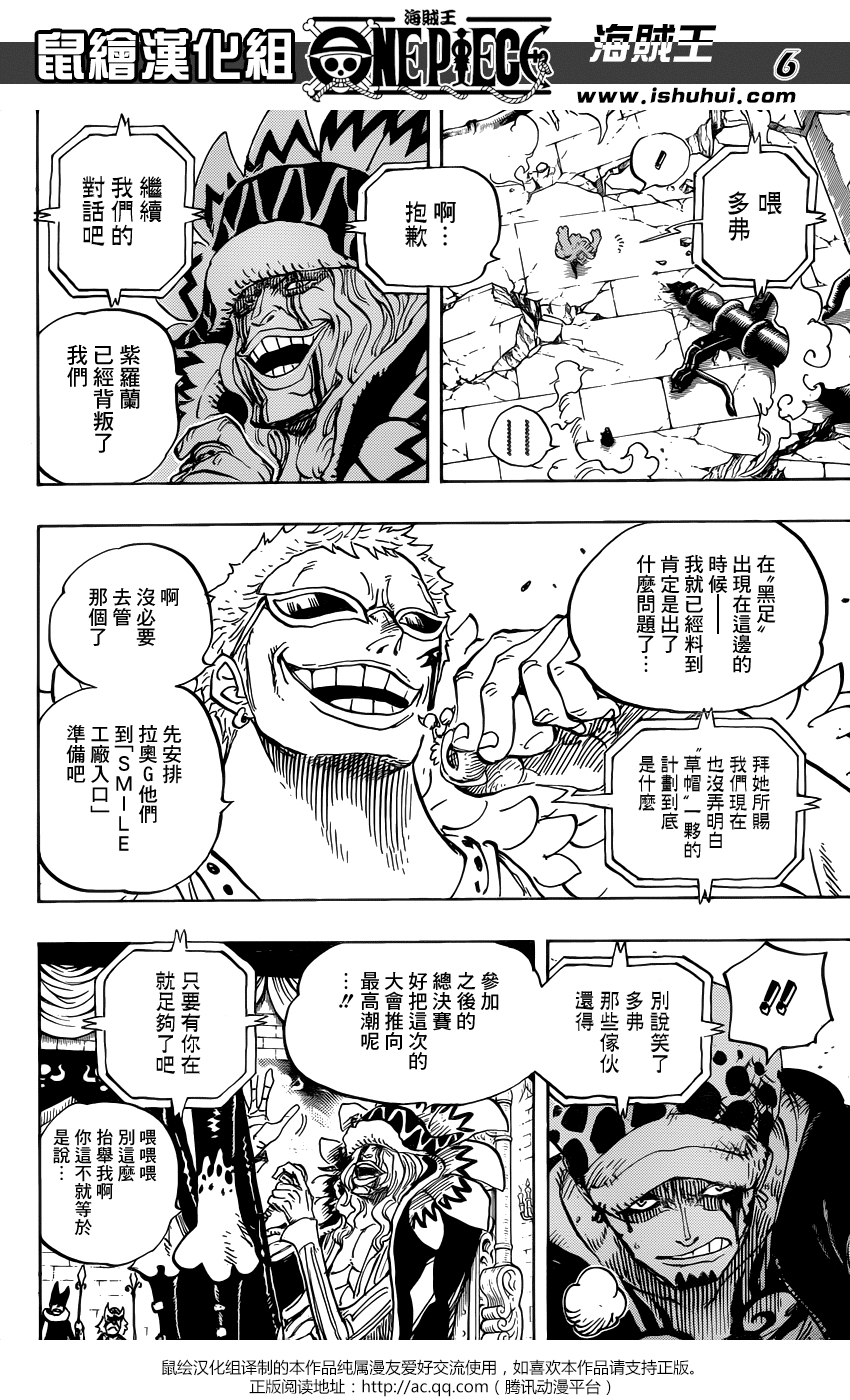 鼠繪漢化組
海賊王
ONE PIECE
海賊王
6
www.ishuhui.com
喂
多弗
!
!!
啊…
抱歉
繼續
我們的
對話吧
紫羅蘭
已經背叛了
我們
在"黑足"
出現在這邊的
時候——
我就已經料到
肯定是出了
什麼問題了…
拜她所賜
我們現在
也沒弄明白
"草帽"一夥的
計劃到底
是什麼
啊
沒必要
去管
那個了
先安排
拉奧G他們
到「SMILE
工廠入口」
準備吧
!!
別說笑了
多弗
那些傢伙
還得
參加
之後的
總決賽
好把這次的
大會推向
最高潮呢
…!!
只要有你在
就足夠了吧
喂喂喂
別這麼
抬舉我啊
你這不就等於
是說…
鼠绘汉化组译制的本作品纯属漫友爱好交流使用，如喜欢本作品请支持正版。
正版阅读地址：http://ac.qq.com（腾讯动漫平台）